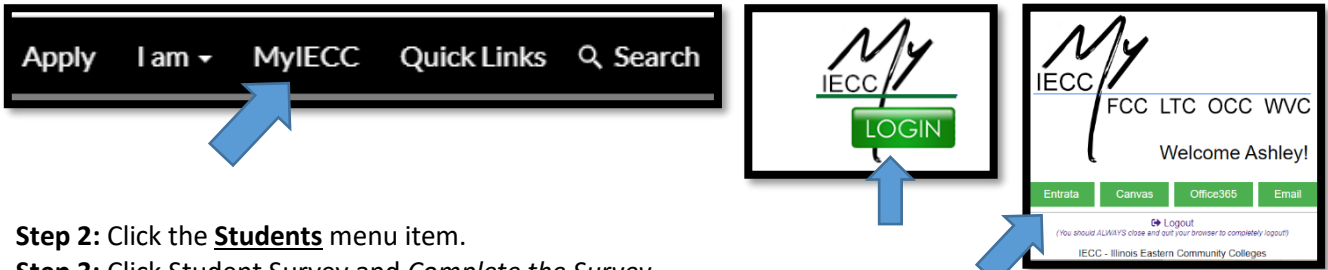 Apply I am MyIECC Quick Links Search
My
IECC
LOGIN
My
IECC
FCC LTC OCC WVC
Welcome Ashley!
Entrata Canvas Office365 Email
Logout
(You should ALWAYS close and quit your browser to completely logout!)
IECC - Illinois Eastern Community Colleges
Step 2: Click the Students menu item.
Step 3: Click Student Survey and Complete the Survey